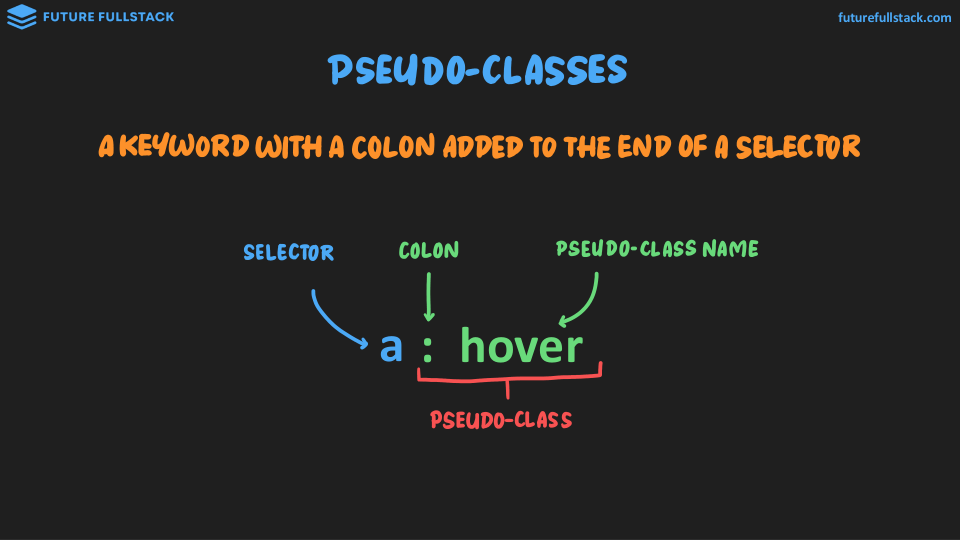 FUTURE FULLSTACK
futurefullstack.com
PSEUDO-CLASSES
A KEYWORD WITH A COLON ADDED TO THE END OF A SELECTOR
SELECTOR
COLON
PSEUDO-CLASS NAME
a : hover
PSEUDO-CLASS